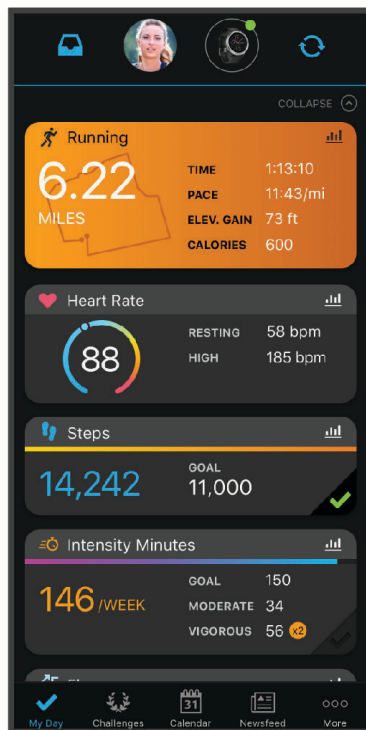 COLLAPSE
Running
6.22
MILES
TIME 1:13:10
PACE 11:43/mi
ELEV. GAIN 73 ft
CALORIES 600
Heart Rate
88
RESTING 58 bpm
HIGH 185 bpm
Steps
14,242
GOAL
11,000
Intensity Minutes
146 /WEEK
GOAL 150
MODERATE 34
VIGOROUS 56 x2
31
My Day Challenges Calendar Newsfeed More